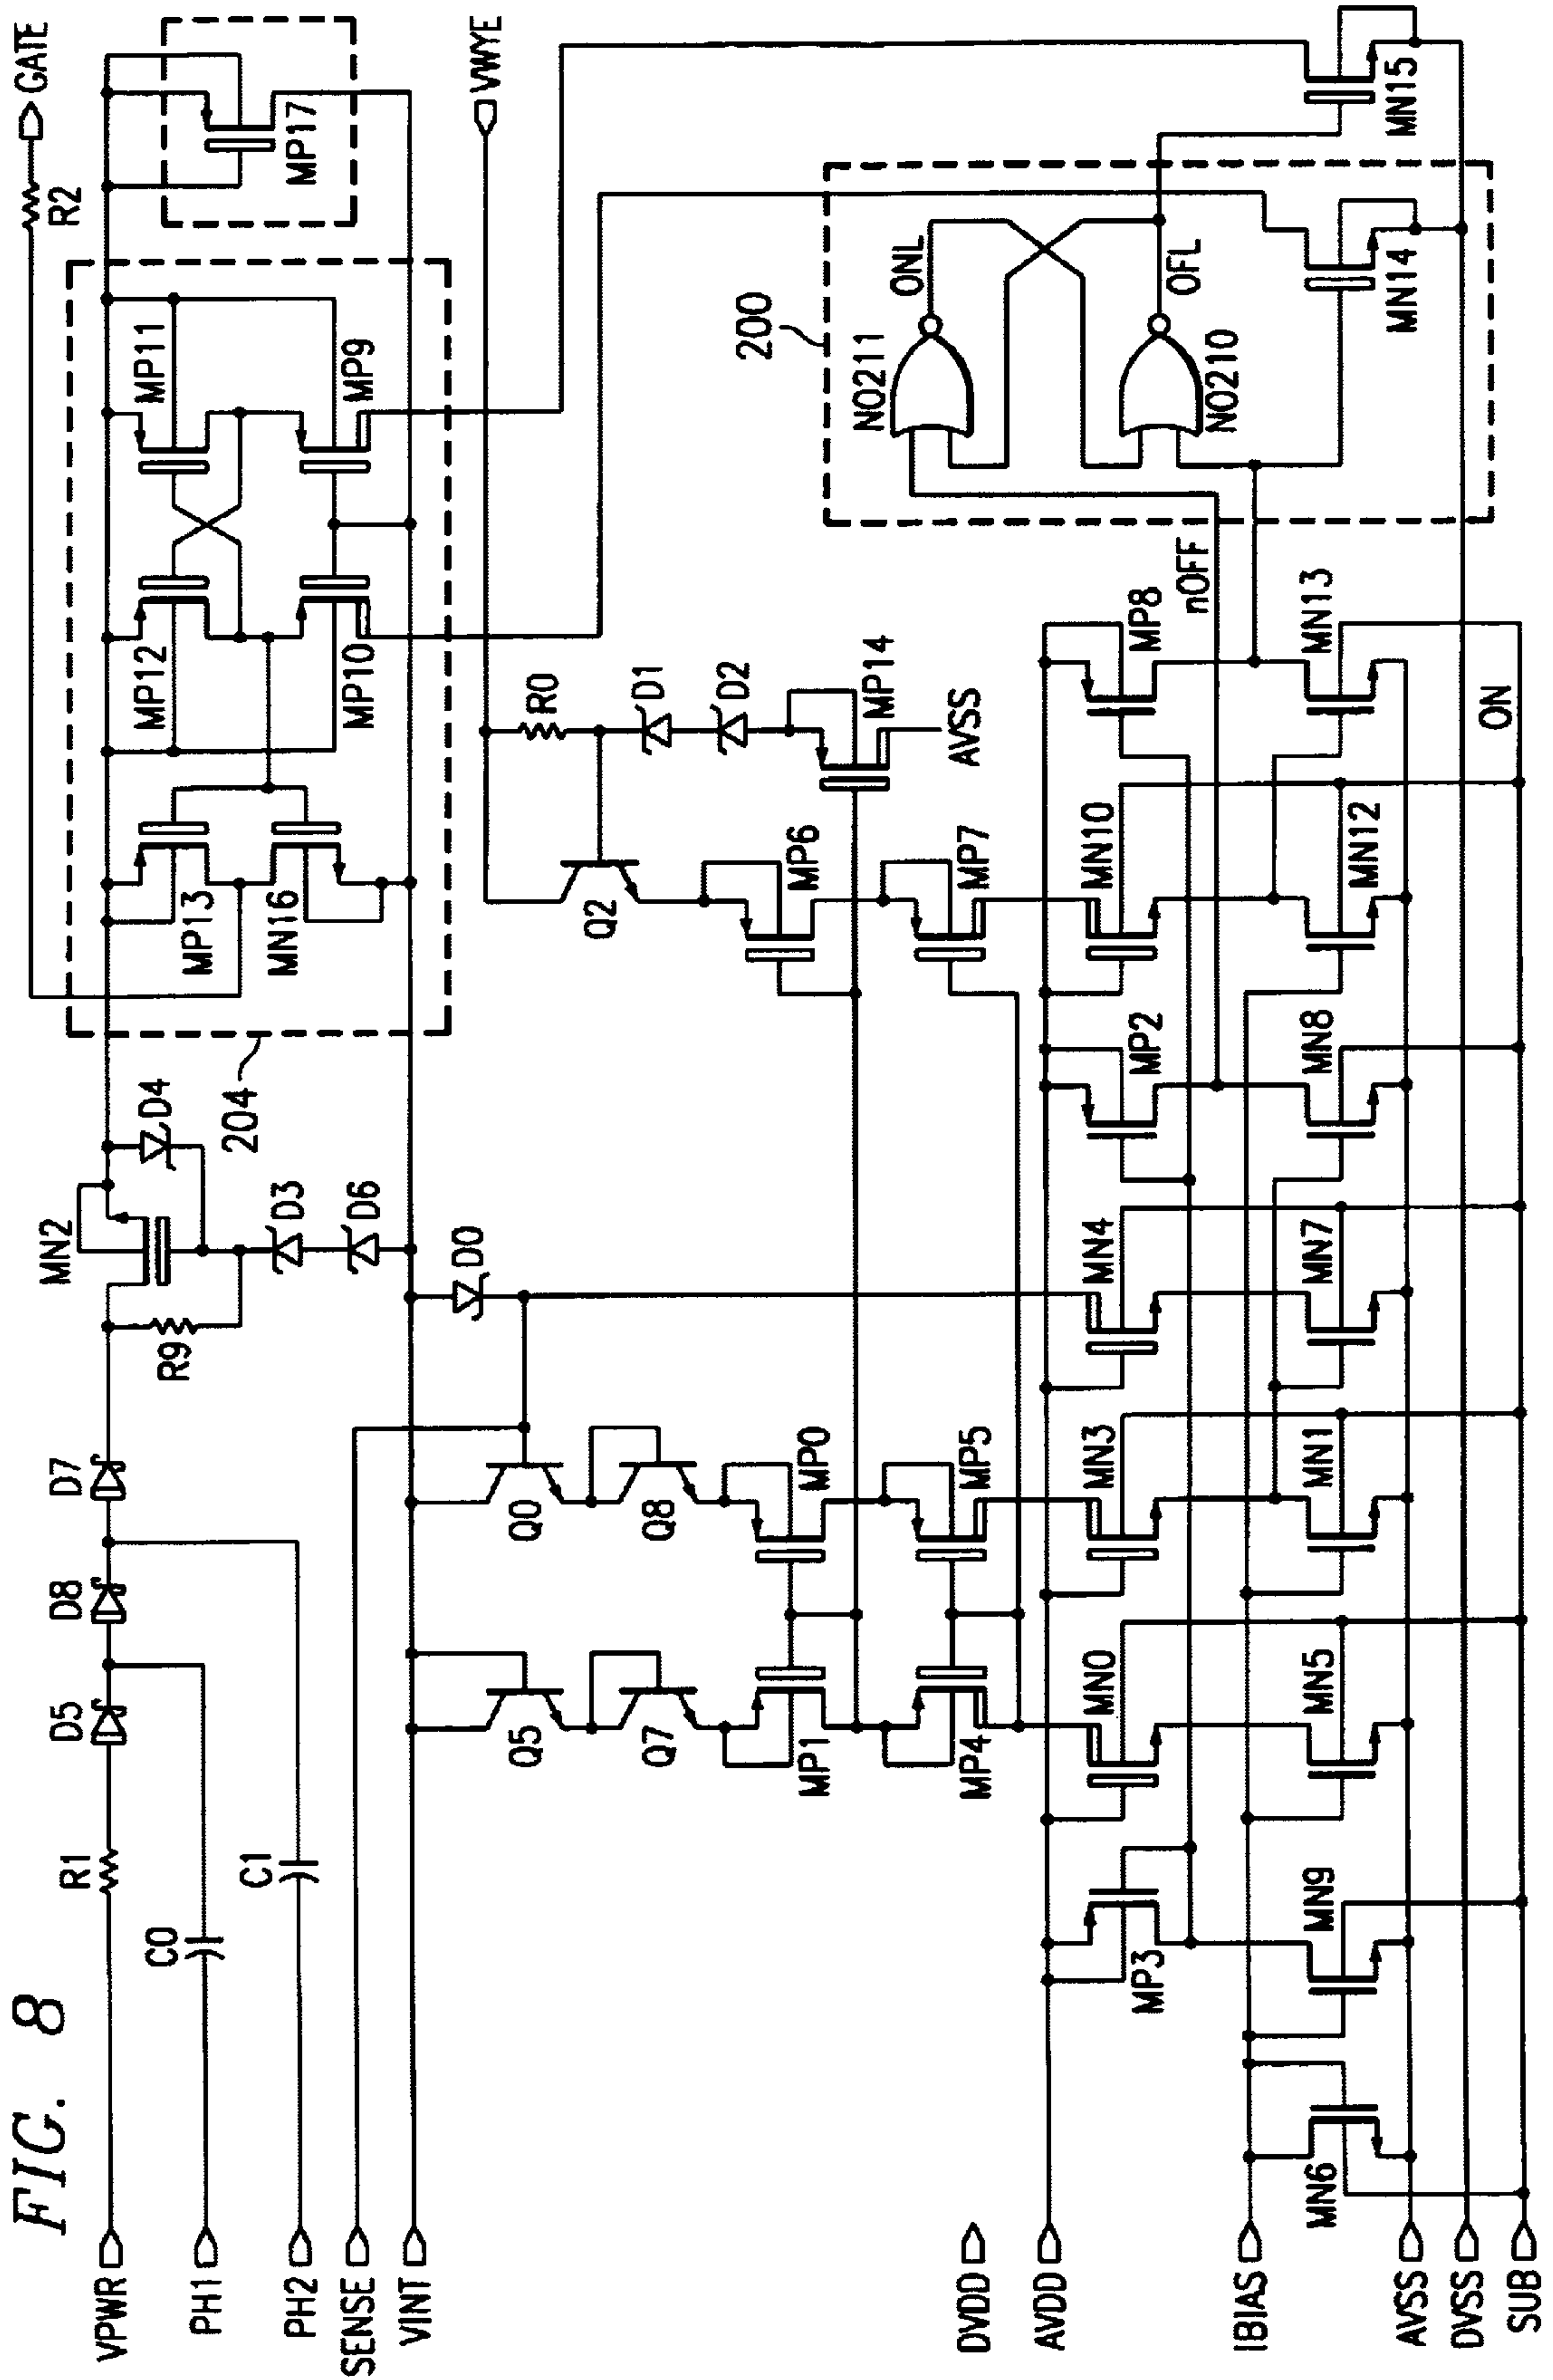 FIG. 8
VPWR
PH1
PH2
SENSE
VINT
DVDD
AVDD
IBIAS
AVSS
DVSS
SUB
R1
D5
D8
D7
C0
C1
MN2
R9
D4
D3
D6
204
GATE
R2
MP12
MP11
MP13
MN16
MP10
MP9
MP17
VWYE
D0
Q5
Q0
Q7
Q8
MP1
MP0
MP4
MP5
Q2
R0
D1
D2
MP6
MP14
AVSS
MP7
MP3
MN0
MN3
MN4
MP2
MN10
MP8
nOFF
MN6
MN9
MN5
MN1
MN7
MN8
MN12
MN13
ON
200
NO211
ONL
NO210
OFL
MN14
MN15